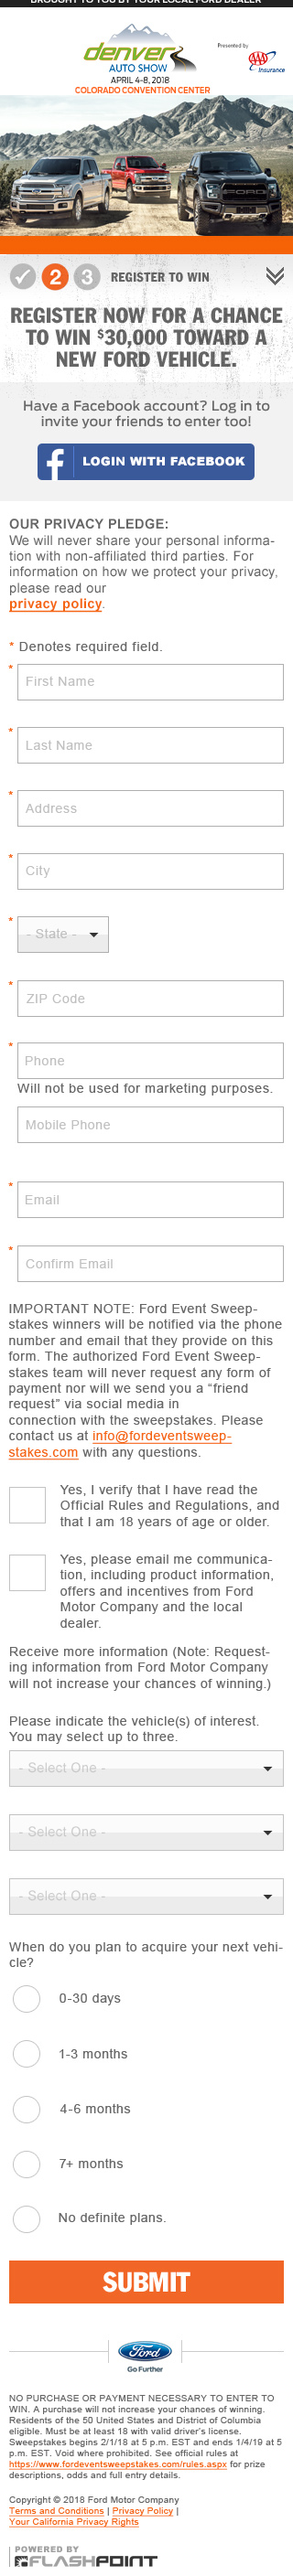 BROUGHT TO YOU BY YOUR LOCAL FORD DEALER
denver
AUTO SHOW
APRIL 4-8, 2018
COLORADO CONVENTION CENTER
Presented by
AAA
Insurance
2 3 REGISTER TO WIN
REGISTER NOW FOR A CHANCE
TO WIN $30,000 TOWARD A
NEW FORD VEHICLE.
Have a Facebook account? Log in to
invite your friends to enter too!
f LOGIN WITH FACEBOOK
OUR PRIVACY PLEDGE:
We will never share your personal informa-
tion with non-affiliated third parties. For
information on how we protect your privacy,
please read our
privacy policy.
* Denotes required field.
* First Name
* Last Name
* Address
* City
* - State -
* ZIP Code
* Phone
Will not be used for marketing purposes.
Mobile Phone
* Email
* Confirm Email
IMPORTANT NOTE: Ford Event Sweep-
stakes winners will be notified via the phone
number and email that they provide on this
form. The authorized Ford Event Sweep-
stakes team will never request any form of
payment nor will we send you a “friend
request” via social media in
connection with the sweepstakes. Please
contact us at info@fordeventsweep-
stakes.com with any questions.
Yes, I verify that I have read the
Official Rules and Regulations, and
that I am 18 years of age or older.
Yes, please email me communica-
tion, including product information,
offers and incentives from Ford
Motor Company and the local
dealer.
Receive more information (Note: Request-
ing information from Ford Motor Company
will not increase your chances of winning.)
Please indicate the vehicle(s) of interest.
You may select up to three.
- Select One -
- Select One -
- Select One -
When do you plan to acquire your next vehi-
cle?
0-30 days
1-3 months
4-6 months
7+ months
No definite plans.
SUBMIT
Ford
Go Further
NO PURCHASE OR PAYMENT NECESSARY TO ENTER TO
WIN. A purchase will not increase your chances of winning.
Residents of the 50 United States and District of Columbia
eligible. Must be at least 18 with valid driver’s license.
Sweepstakes begins 2/1/18 at 5 p.m. EST and ends 1/4/19 at 5
p.m. EST. Void where prohibited. See official rules at
https://www.fordeventsweepstakes.com/rules.aspx for prize
descriptions, odds and full entry details.
Copyright © 2018 Ford Motor Company
Terms and Conditions | Privacy Policy |
Your California Privacy Rights
POWERED BY
FLASHPOINT